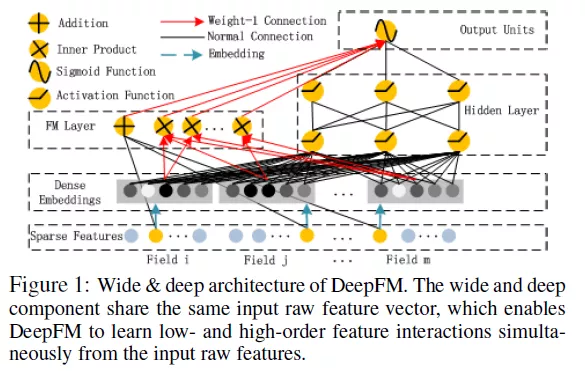 Addition
Inner Product
Sigmoid Function
Activation Function
Weight-1 Connection
Normal Connection
Embedding
Output Units
Hidden Layer
FM Layer
...
Dense
Embeddings
...
Sparse Features
... ... ... ...
Field i Field j ... Field m
Figure 1: Wide & deep architecture of DeepFM. The wide and deep
component share the same input raw feature vector, which enables
DeepFM to learn low- and high-order feature interactions simulta-
neously from the input raw features.